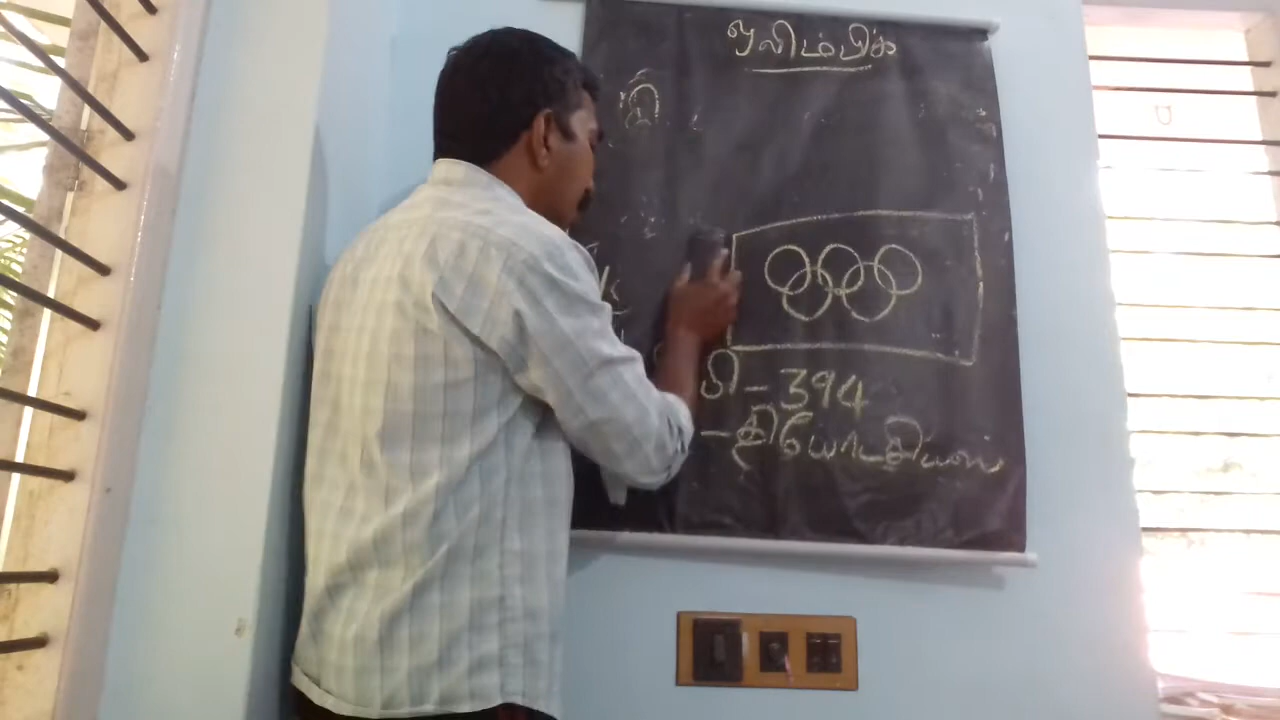 ஒலிம்பிக்
கி
டி - 394
- தியோடசியஸ்